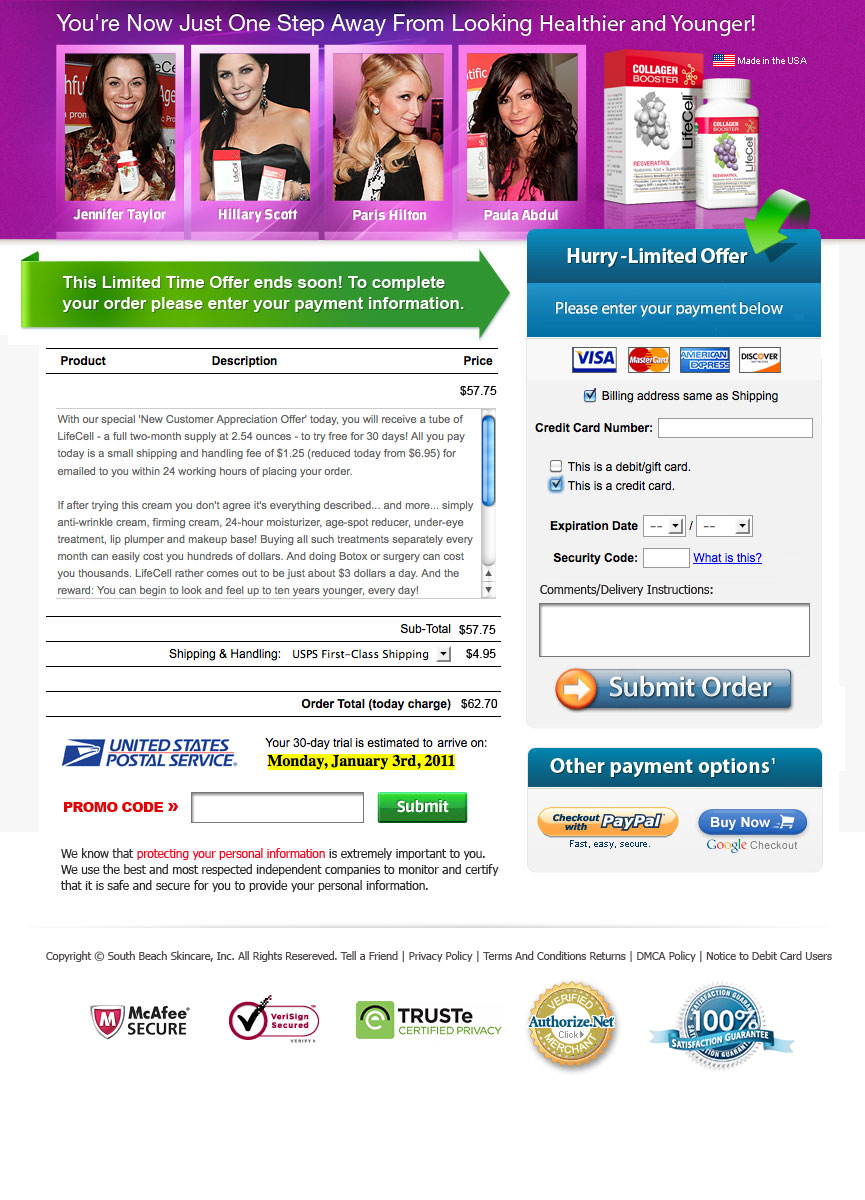 You're Now Just One Step Away From Looking Healthier and Younger!
Made in the USA
COLLAGEN
BOOSTER
LifeCell
RESVERATROL
COLLAGEN
BOOSTER
LifeCell
RESVERATROL
Jennifer Taylor
Hillary Scott
Paris Hilton
Paula Abdul
Hurry-Limited Offer
Please enter your payment below
This Limited Time Offer ends soon! To complete
your order please enter your payment information.
Product Description Price
$57.75
With our special 'New Customer Appreciation Offer' today, you will receive a tube of
LifeCell - a full two-month supply at 2.54 ounces - to try free for 30 days! All you pay
today is a small shipping and handling fee of $1.25 (reduced today from $6.95) for
emailed to you within 24 working hours of placing your order.
If after trying this cream you don't agree it's everything described... and more... simply
anti-wrinkle cream, firming cream, 24-hour moisturizer, age-spot reducer, under-eye
treatment, lip plumper and makeup base! Buying all such treatments separately every
month can easily cost you hundreds of dollars. And doing Botox or surgery can cost
you thousands. LifeCell rather comes out to be just about $3 dollars a day. And the
reward: You can begin to look and feel up to ten years younger, every day!
Sub-Total $57.75
Shipping & Handling: USPS First-Class Shipping $4.95
Order Total (today charge) $62.70
UNITED STATES
POSTAL SERVICE®
Your 30-day trial is estimated to arrive on:
Monday, January 3rd, 2011
PROMO CODE » Submit
We know that protecting your personal information is extremely important to you.
We use the best and most respected independent companies to monitor and certify
that it is safe and secure for you to provide your personal information.
VISA MasterCard AMERICAN EXPRESS DISCOVER
Billing address same as Shipping
Credit Card Number:
This is a debit/gift card.
This is a credit card.
Expiration Date -- / --
Security Code: What is this?
Comments/Delivery Instructions:
Submit Order
Other payment options¹
Checkout with PayPal
Fast, easy, secure.
Buy Now
Google Checkout
Copyright © South Beach Skincare, Inc. All Rights Resereved. Tell a Friend | Privacy Policy | Terms And Conditions Returns | DMCA Policy | Notice to Debit Card Users
McAfee®
SECURE
VeriSign
Secured
VERIFY
TRUSTe
CERTIFIED PRIVACY
VERIFIED
Authorize.Net
Click
MERCHANT
SATISFACTION GUARANTEE
100%
SATISFACTION GUARANTEE